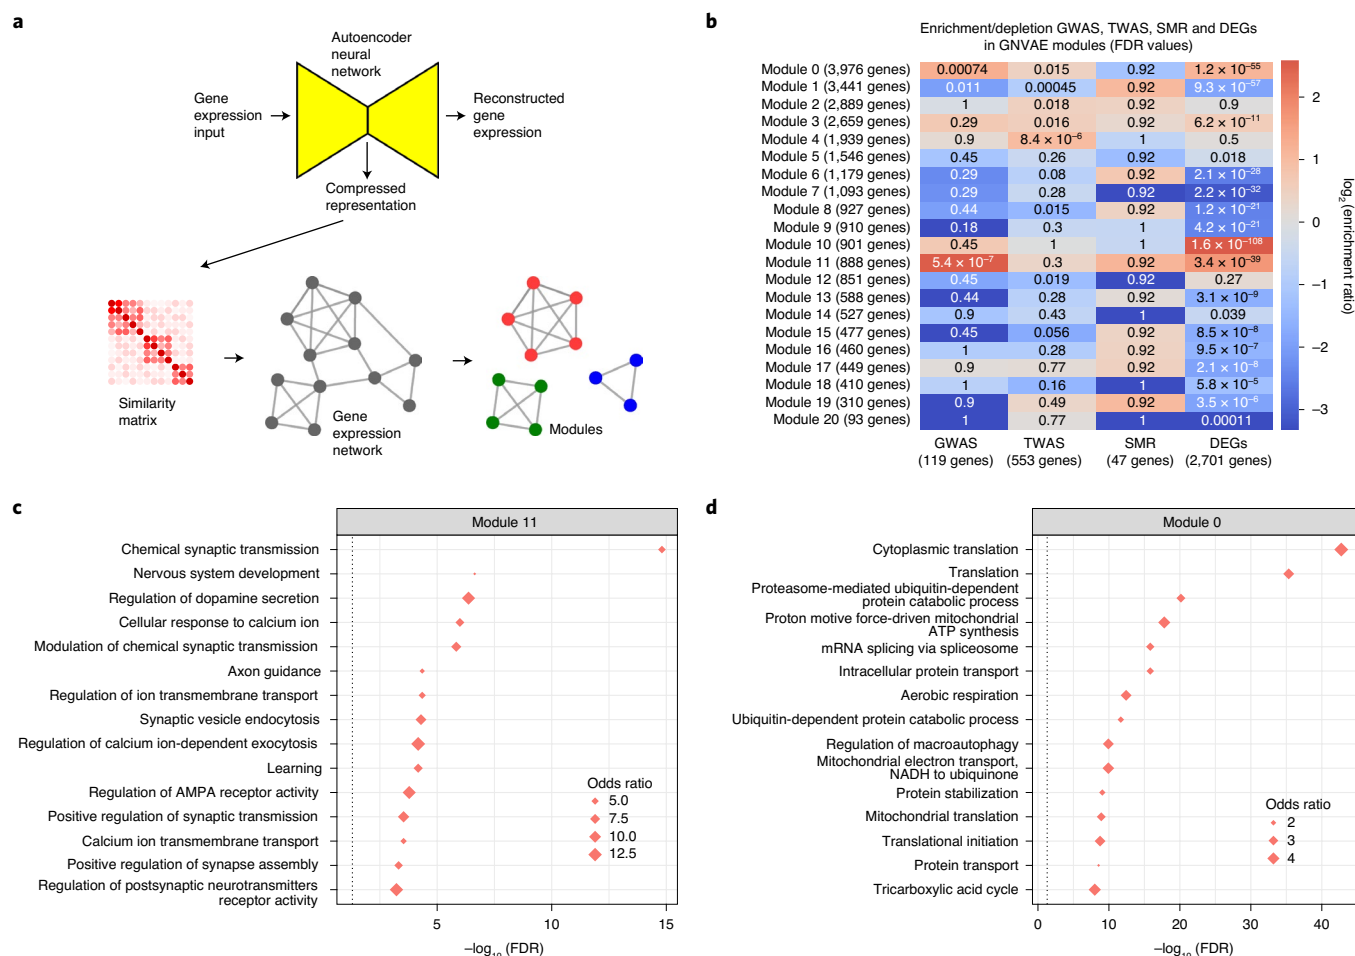 a
Autoencoder
neural
network
Gene
expression
input
Reconstructed
gene
expression
Compressed
representation
Similarity
matrix
Gene
expression
network
Modules
b
Enrichment/depletion GWAS, TWAS, SMR and DEGs
in GNVAE modules (FDR values)
Module 0 (3,976 genes) 0.00074 0.015 0.92 1.2 × 10⁻⁵⁵
Module 1 (3,441 genes) 0.011 0.00045 0.92 9.3 × 10⁻⁵⁷
Module 2 (2,889 genes) 1 0.018 0.92 0.9
Module 3 (2,659 genes) 0.29 0.016 0.92 6.2 × 10⁻¹¹
Module 4 (1,939 genes) 0.9 8.4 × 10⁻⁶ 1 0.5
Module 5 (1,546 genes) 0.45 0.26 0.92 0.018
Module 6 (1,179 genes) 0.29 0.08 0.92 2.1 × 10⁻²⁸
Module 7 (1,093 genes) 0.29 0.28 0.92 2.2 × 10⁻³²
Module 8 (927 genes) 0.44 0.015 0.92 1.2 × 10⁻²¹
Module 9 (910 genes) 0.18 0.3 1 4.2 × 10⁻²¹
Module 10 (901 genes) 0.45 1 1 1.6 × 10⁻¹⁰⁸
Module 11 (888 genes) 5.4 × 10⁻⁷ 0.3 0.92 3.4 × 10⁻³⁹
Module 12 (851 genes) 0.45 0.019 0.92 0.27
Module 13 (588 genes) 0.44 0.28 0.92 3.1 × 10⁻⁹
Module 14 (527 genes) 0.9 0.43 1 0.039
Module 15 (477 genes) 0.45 0.056 0.92 8.5 × 10⁻⁸
Module 16 (460 genes) 1 0.28 0.92 9.5 × 10⁻⁷
Module 17 (449 genes) 0.9 0.77 0.92 2.1 × 10⁻⁸
Module 18 (410 genes) 1 0.16 1 5.8 × 10⁻⁵
Module 19 (310 genes) 0.9 0.49 0.92 3.5 × 10⁻⁶
Module 20 (93 genes) 1 0.77 1 0.00011
GWAS TWAS SMR DEGs
(119 genes) (553 genes) (47 genes) (2,701 genes)
2
1
0
−1
−2
−3
log₂(enrichment ratio)
c
Module 11
Chemical synaptic transmission
Nervous system development
Regulation of dopamine secretion
Cellular response to calcium ion
Modulation of chemical synaptic transmission
Axon guidance
Regulation of ion transmembrane transport
Synaptic vesicle endocytosis
Regulation of calcium ion-dependent exocytosis
Learning
Regulation of AMPA receptor activity
Positive regulation of synaptic transmission
Calcium ion transmembrane transport
Positive regulation of synapse assembly
Regulation of postsynaptic neurotransmitters
receptor activity
Odds ratio
5.0
7.5
10.0
12.5
5 10 15
−log₁₀ (FDR)
d
Module 0
Cytoplasmic translation
Translation
Proteasome-mediated ubiquitin-dependent
protein catabolic process
Proton motive force-driven mitochondrial
ATP synthesis
mRNA splicing via spliceosome
Intracellular protein transport
Aerobic respiration
Ubiquitin-dependent protein catabolic process
Regulation of macroautophagy
Mitochondrial electron transport,
NADH to ubiquinone
Protein stabilization
Mitochondrial translation
Translational initiation
Protein transport
Tricarboxylic acid cycle
Odds ratio
2
3
4
0 10 20 30 40
−log₁₀ (FDR)